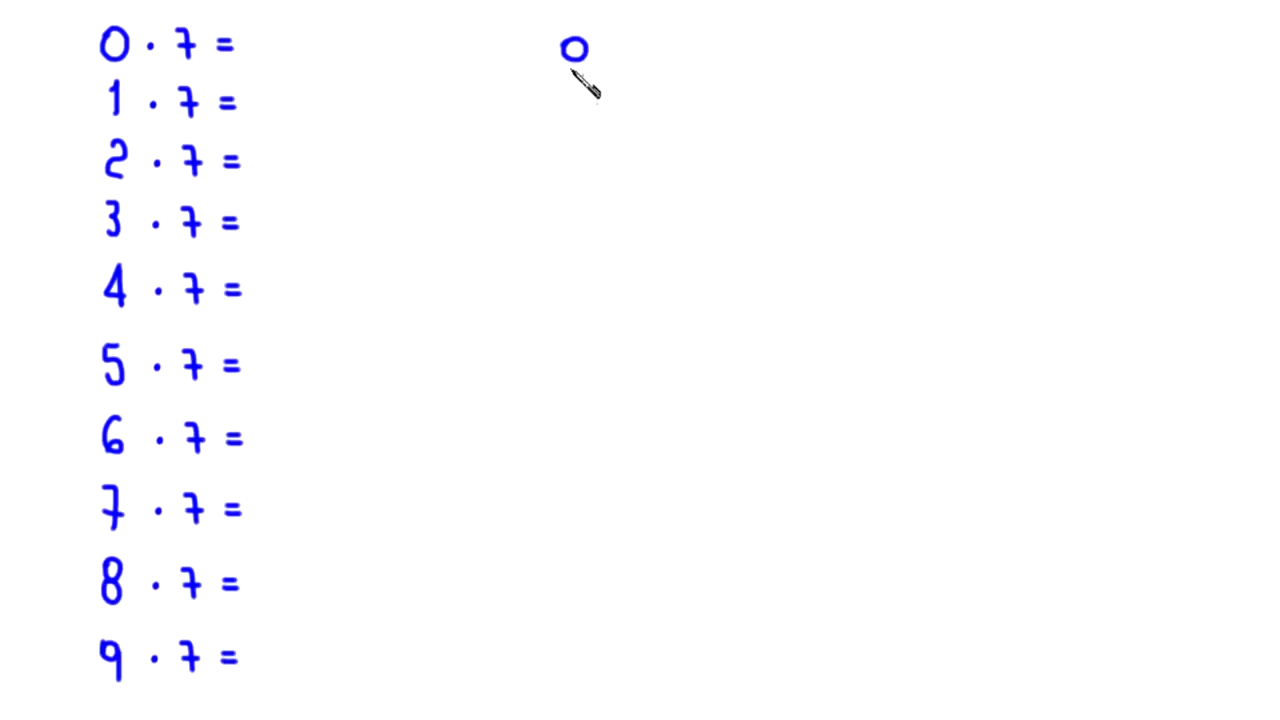 0 · 7 = 0
1 · 7 =
2 · 7 =
3 · 7 =
4 · 7 =
5 · 7 =
6 · 7 =
7 · 7 =
8 · 7 =
9 · 7 =